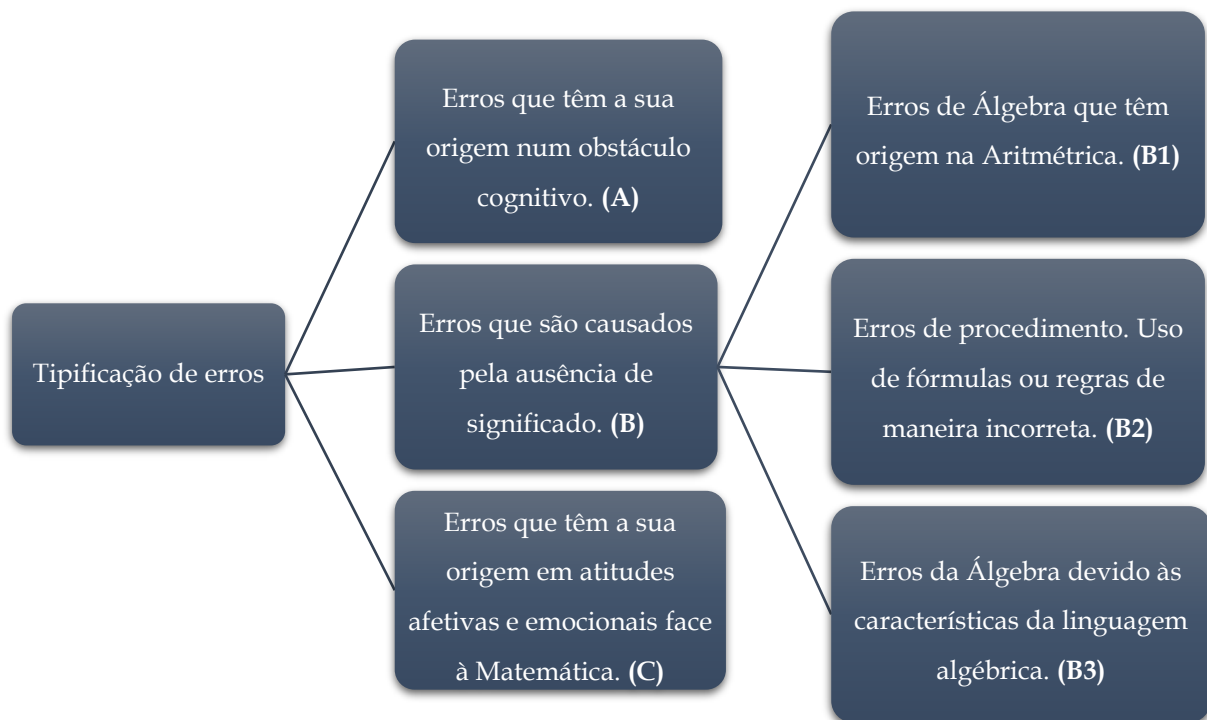 Tipificação de erros
Erros que têm a sua
origem num obstáculo
cognitivo. (A)
Erros que são causados
pela ausência de
significado. (B)
Erros que têm a sua
origem em atitudes
afetivas e emocionais face
à Matemática. (C)
Erros de Álgebra que têm
origem na Aritmétrica. (B1)
Erros de procedimento. Uso
de fórmulas ou regras de
maneira incorreta. (B2)
Erros da Álgebra devido às
características da linguagem
algébrica. (B3)